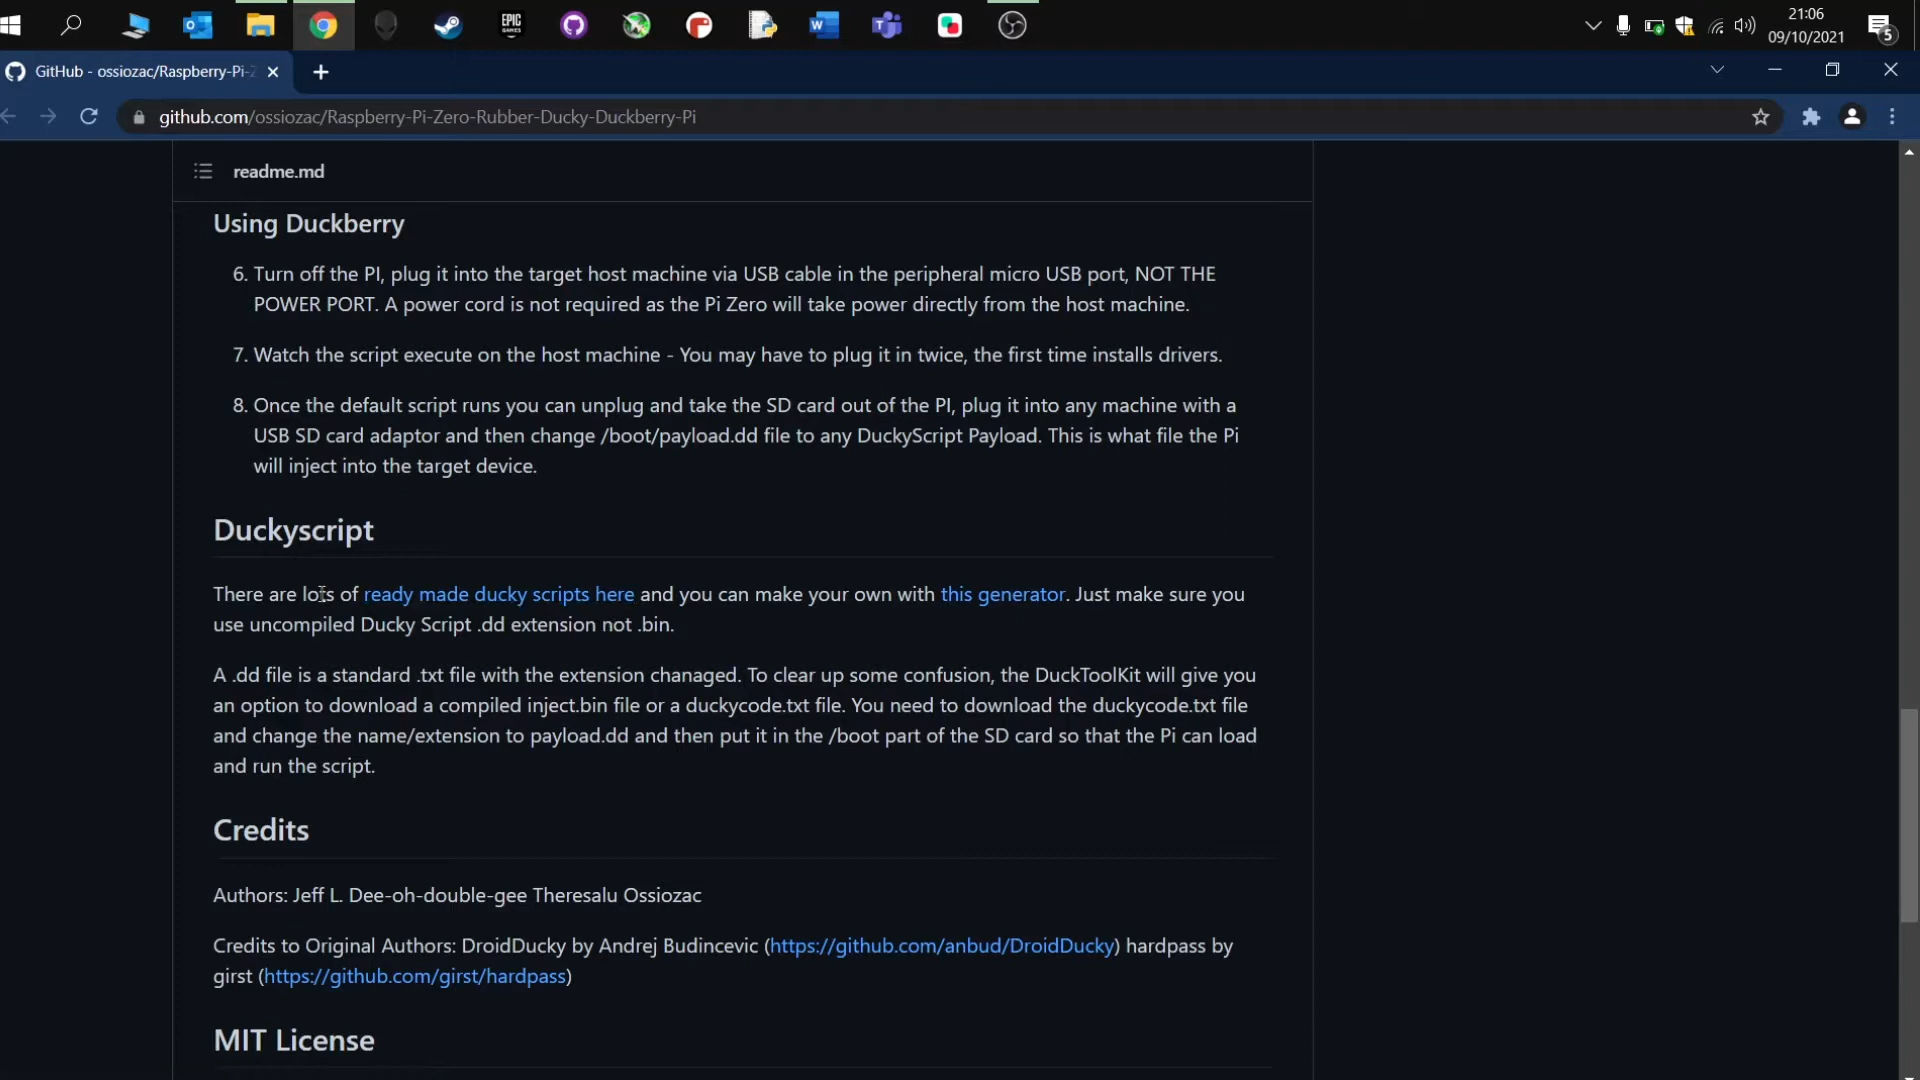 EPIC
GAMES
21:06
09/10/2021
5
GitHub - ossiozac/Raspberry-Pi-Z
github.com/ossiozac/Raspberry-Pi-Zero-Rubber-Ducky-Duckberry-Pi
readme.md
Using Duckberry
6. Turn off the PI, plug it into the target host machine via USB cable in the peripheral micro USB port, NOT THE
POWER PORT. A power cord is not required as the Pi Zero will take power directly from the host machine.
7. Watch the script execute on the host machine - You may have to plug it in twice, the first time installs drivers.
8. Once the default script runs you can unplug and take the SD card out of the PI, plug it into any machine with a
USB SD card adaptor and then change /boot/payload.dd file to any DuckyScript Payload. This is what file the Pi
will inject into the target device.
Duckyscript
There are lots of ready made ducky scripts here and you can make your own with this generator. Just make sure you
use uncompiled Ducky Script .dd extension not .bin.
A .dd file is a standard .txt file with the extension chanaged. To clear up some confusion, the DuckToolKit will give you
an option to download a compiled inject.bin file or a duckycode.txt file. You need to download the duckycode.txt file
and change the name/extension to payload.dd and then put it in the /boot part of the SD card so that the Pi can load
and run the script.
Credits
Authors: Jeff L. Dee-oh-double-gee Theresalu Ossiozac
Credits to Original Authors: DroidDucky by Andrej Budincevic (https://github.com/anbud/DroidDucky) hardpass by
girst (https://github.com/girst/hardpass)
MIT License